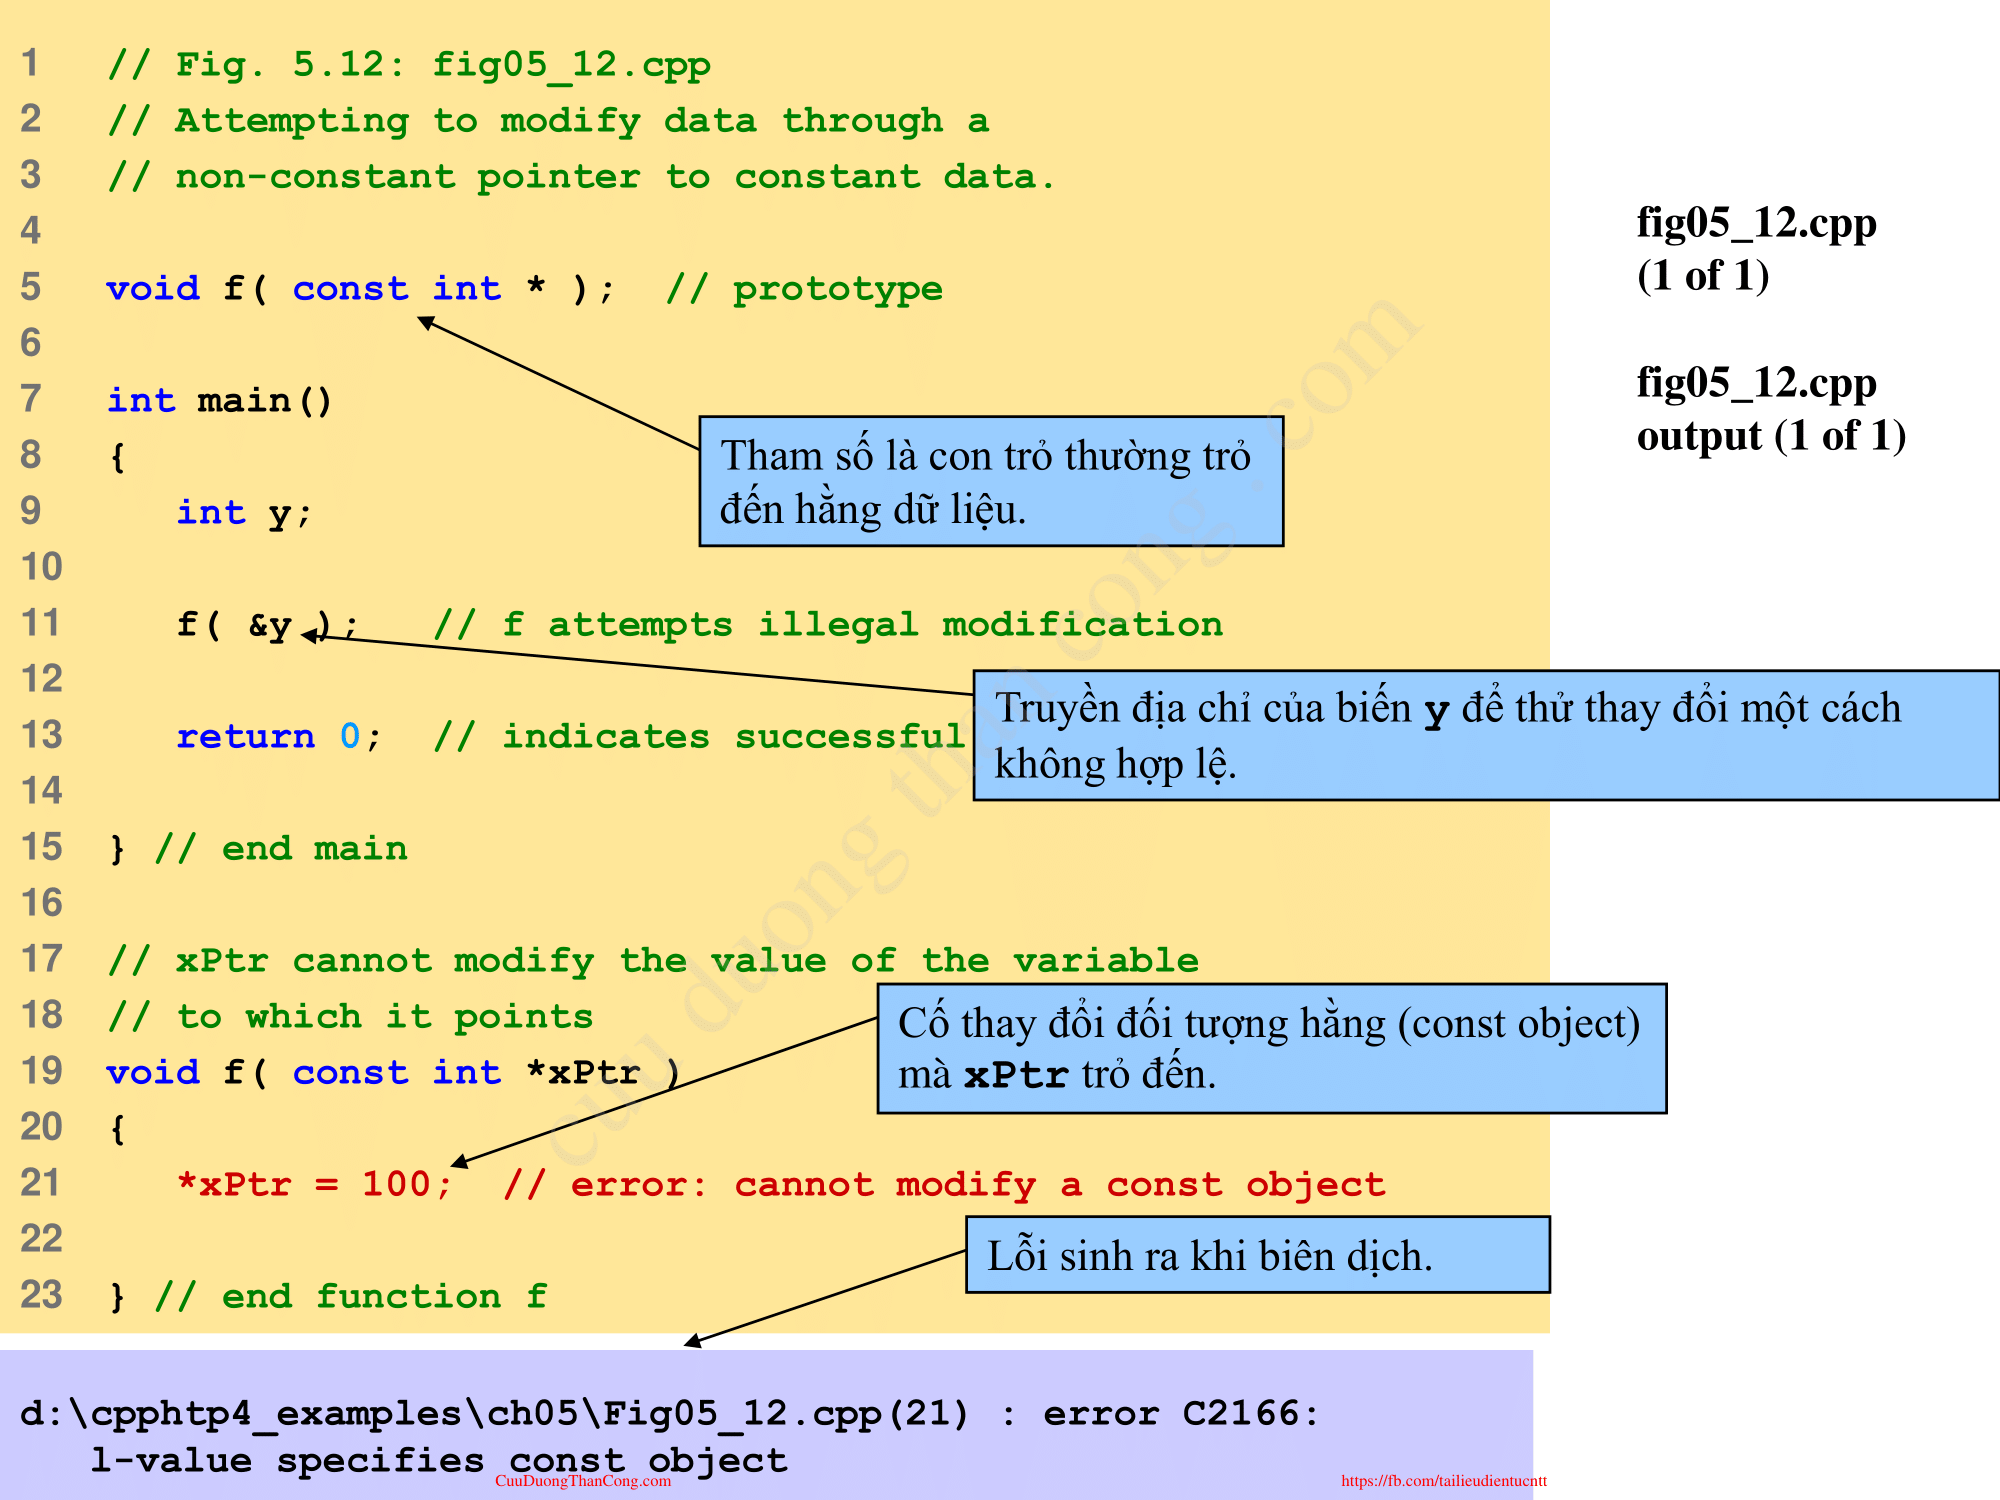 1 // Fig. 5.12: fig05_12.cpp
2 // Attempting to modify data through a
3 // non-constant pointer to constant data.
4
5 void f( const int * ); // prototype
6
7 int main()
8 {
9 int y;
10
11 f( &y ); // f attempts illegal modification
12
13 return 0; // indicates successful
14
15 } // end main
16
17 // xPtr cannot modify the value of the variable
18 // to which it points
19 void f( const int *xPtr )
20 {
21 *xPtr = 100; // error: cannot modify a const object
22
23 } // end function f
Tham số là con trỏ thường trỏ
đến hằng dữ liệu.
Truyền địa chỉ của biến y để thử thay đổi một cách
không hợp lệ.
Cố thay đổi đối tượng hằng (const object)
mà xPtr trỏ đến.
Lỗi sinh ra khi biên dịch.
fig05_12.cpp
(1 of 1)
fig05_12.cpp
output (1 of 1)
d:\cpphtp4_examples\ch05\Fig05_12.cpp(21) : error C2166:
l-value specifies const object
cuu duong than cong . com
CuuDuongThanCong.com
https://fb.com/tailieudientucntt